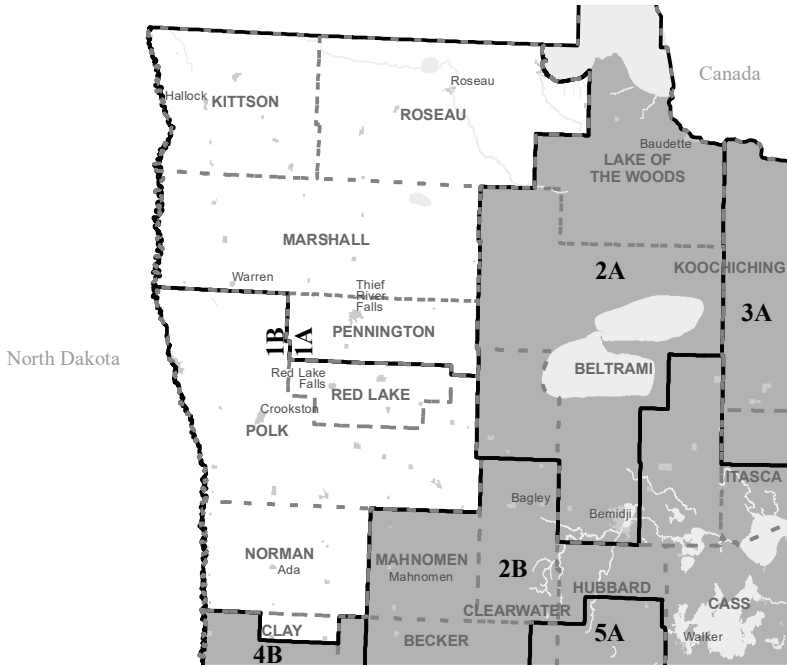 Roseau
Canada
Hallock
KITTSON
ROSEAU
Baudette
LAKE OF
THE WOODS
MARSHALL
2A
KOOCHICHING
Warren
Thief
River
Falls
3A
PENNINGTON
1B
1A
North Dakota
Red Lake
Falls
BELTRAMI
RED LAKE
Crookston
POLK
ITASCA
Bagley
Bemidji
NORMAN
Ada
MAHNOMEN
Mahnomen
2B
HUBBARD
CASS
CLEARWATER
CLAY
BECKER
5A
Walker
4B